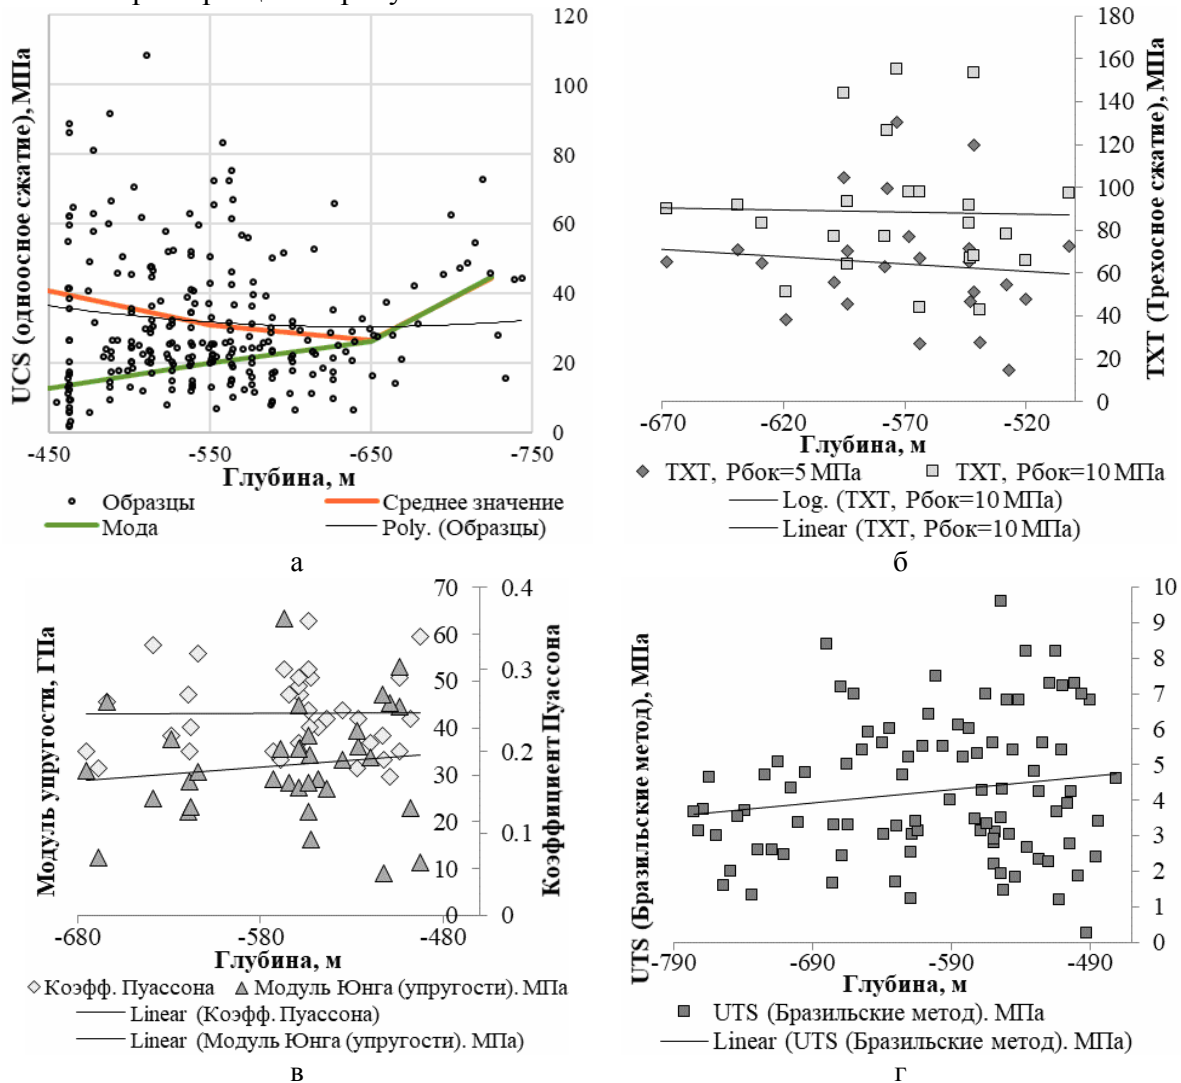 UCS (одноосное сжатие), МПа
120
100
80
60
40
20
0
-450 -550 -650 -750
Глубина, м
Образцы Среднее значение
Мода Poly. (Образцы)
а
TXT (Трехосное сжатие), МПа
180
160
140
120
100
80
60
40
20
0
-670 -620 -570 -520
Глубина, м
TXT, Рбок=5 МПа TXT, Рбок=10 МПа
Log. (TXT, Рбок=10 МПа)
Linear (TXT, Рбок=10 МПа)
б
Модуль упругости, ГПа
70
60
50
40
30
20
10
0
Коэффициент Пуассона
0.4
0.3
0.2
0.1
0
-680 -580 -480
Глубина, м
Коэфф. Пуассона Модуль Юнга (упругости). МПа
Linear (Коэфф. Пуассона)
Linear (Модуль Юнга (упругости). МПа)
в
UTS (Бразильские метод), МПа
10
9
8
7
6
5
4
3
2
1
0
-790 -690 -590 -490
Глубина, м
UTS (Бразильские метод). МПа
Linear (UTS (Бразильские метод). МПа)
г